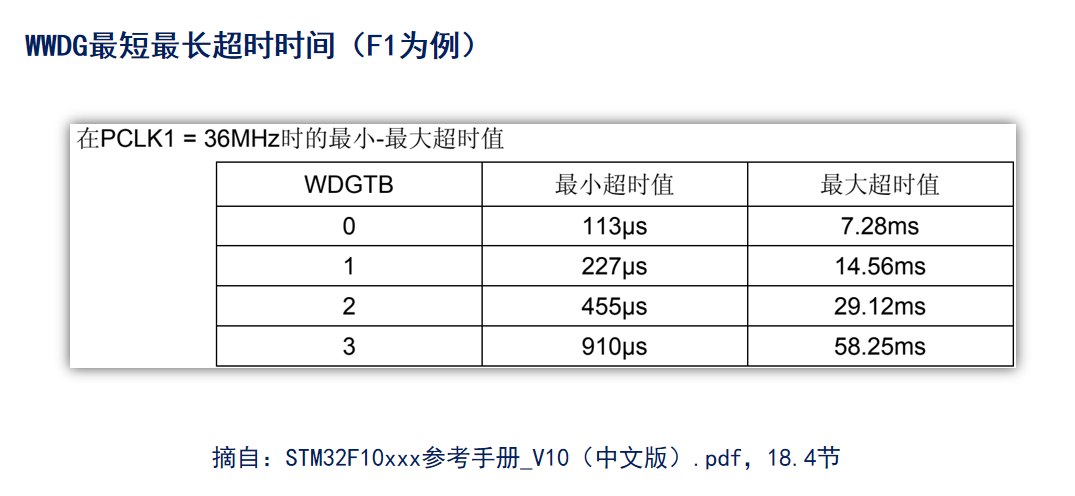 WWDG最短最长超时时间（F1为例）
在PCLK1 = 36MHz时的最小-最大超时值
WDGTB 最小超时值 最大超时值
0 113μs 7.28ms
1 227μs 14.56ms
2 455μs 29.12ms
3 910μs 58.25ms
摘自：STM32F10xxx参考手册_V10（中文版）.pdf，18.4节